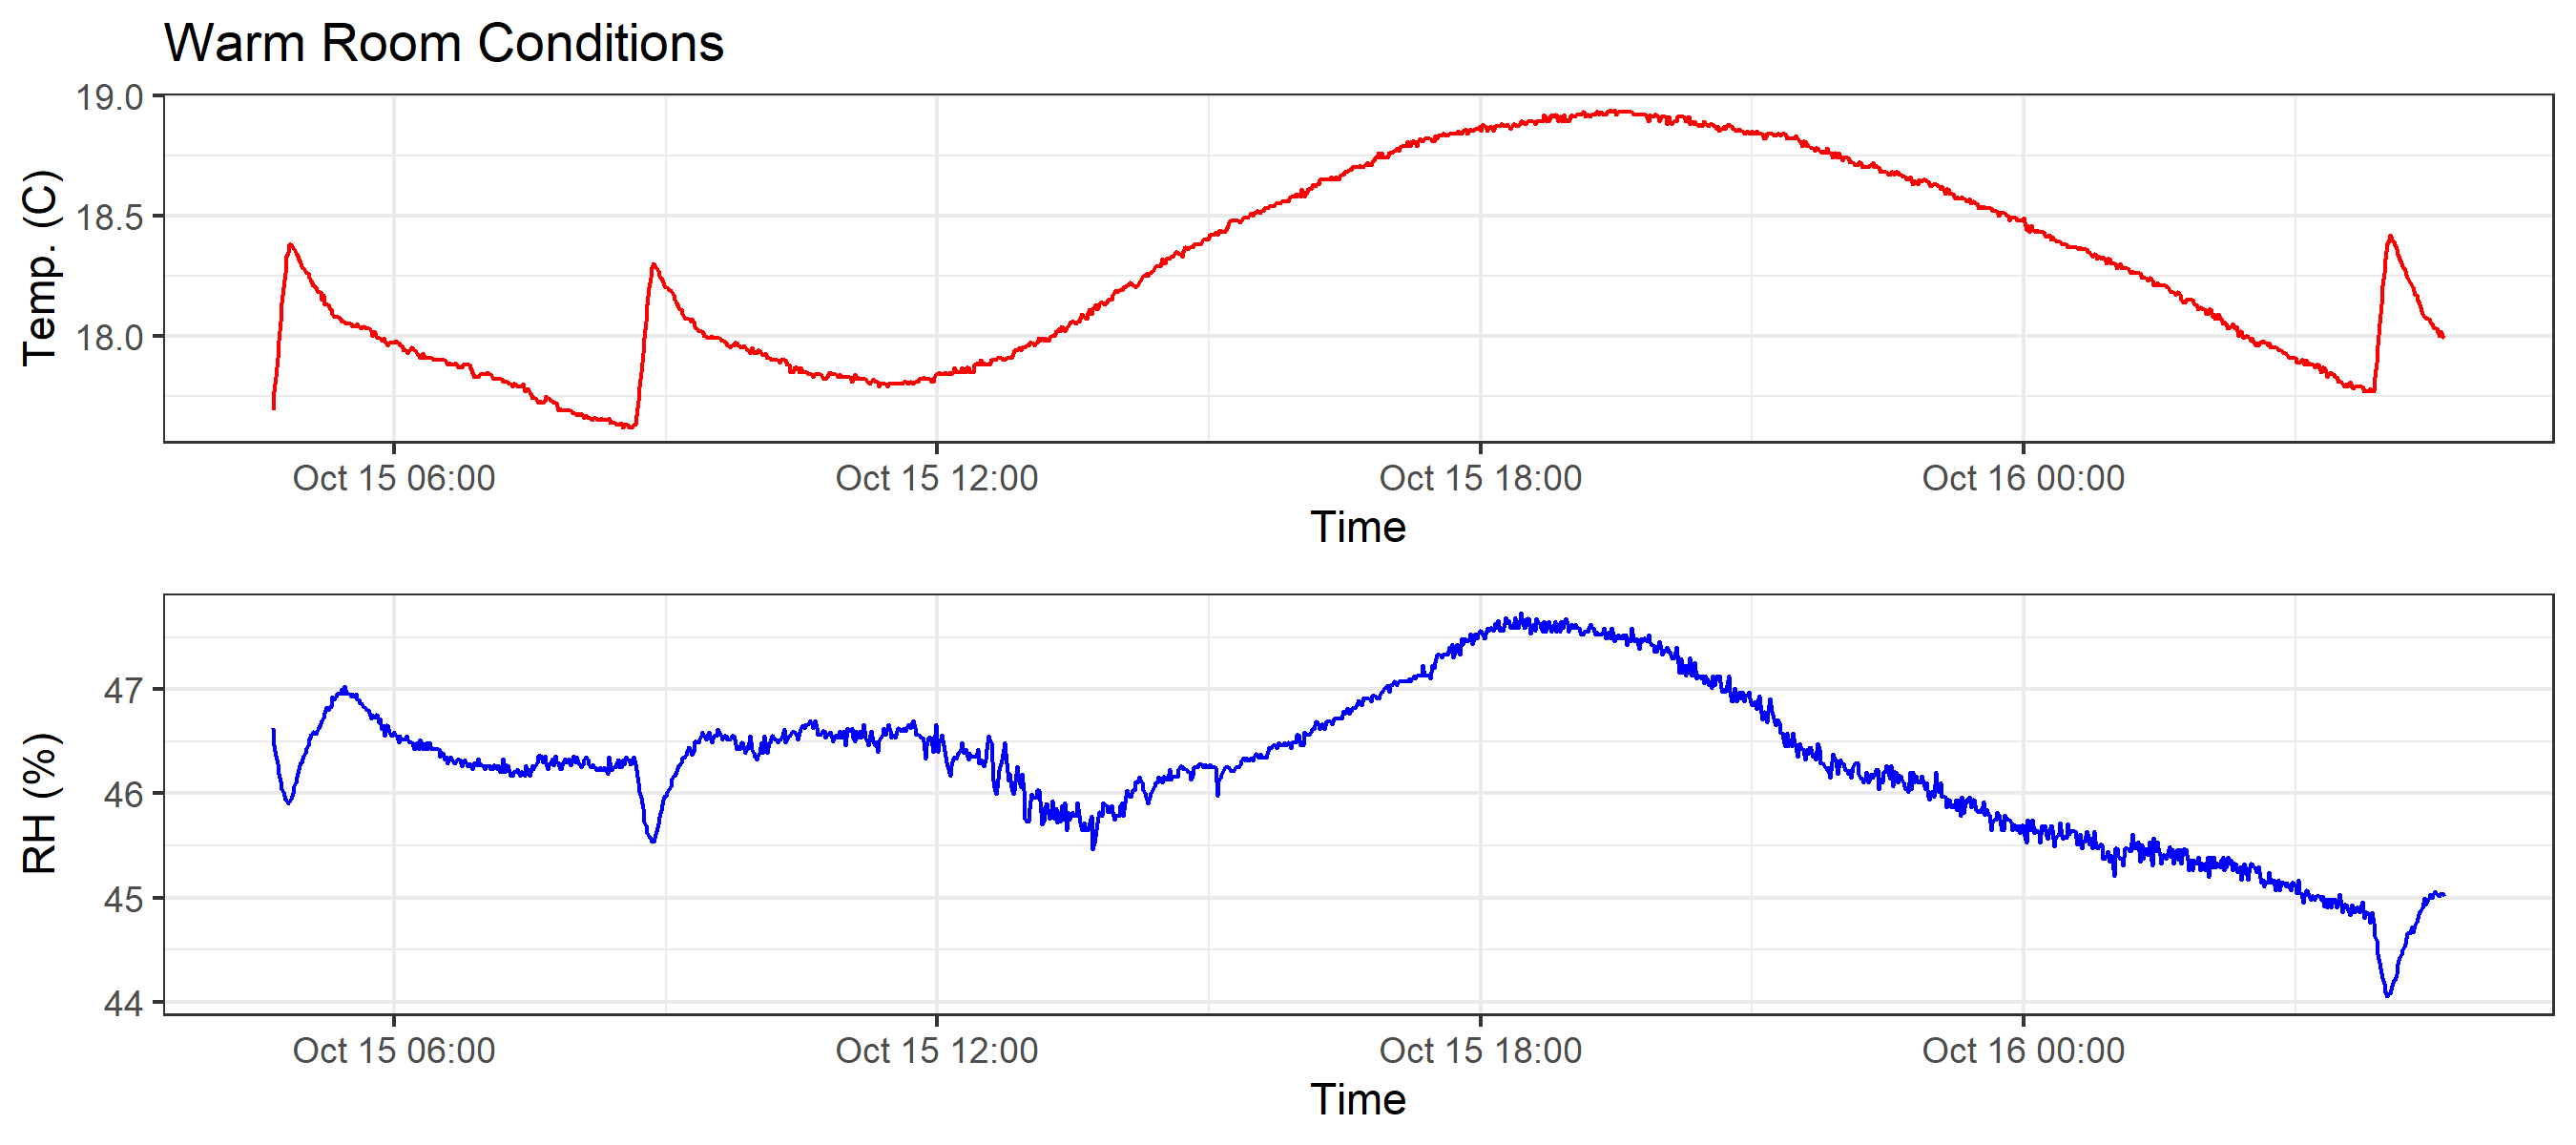 Warm Room Conditions
Temp. (C)
19.0
18.5
18.0
Oct 15 06:00 Oct 15 12:00 Oct 15 18:00 Oct 16 00:00
Time
RH (%)
47
46
45
44
Oct 15 06:00 Oct 15 12:00 Oct 15 18:00 Oct 16 00:00
Time